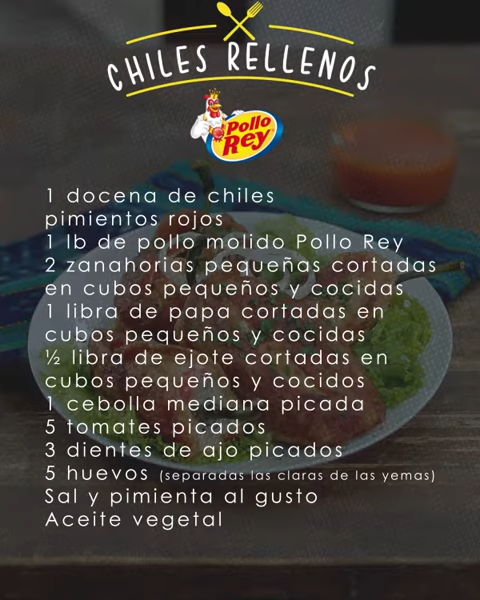 CHILES RELLENOS
Pollo
Rey
1 docena de chiles
pimientos rojos
1 lb de pollo molido Pollo Rey
2 zanahorias pequeñas cortadas
en cubos pequeños y cocidas
1 libra de papa cortadas en
cubos pequeños y cocidas
½ libra de ejote cortadas en
cubos pequeños y cocidos
1 cebolla mediana picada
5 tomates picados
3 dientes de ajo picados
5 huevos (separadas las claras de las yemas)
Sal y pimienta al gusto
Aceite vegetal